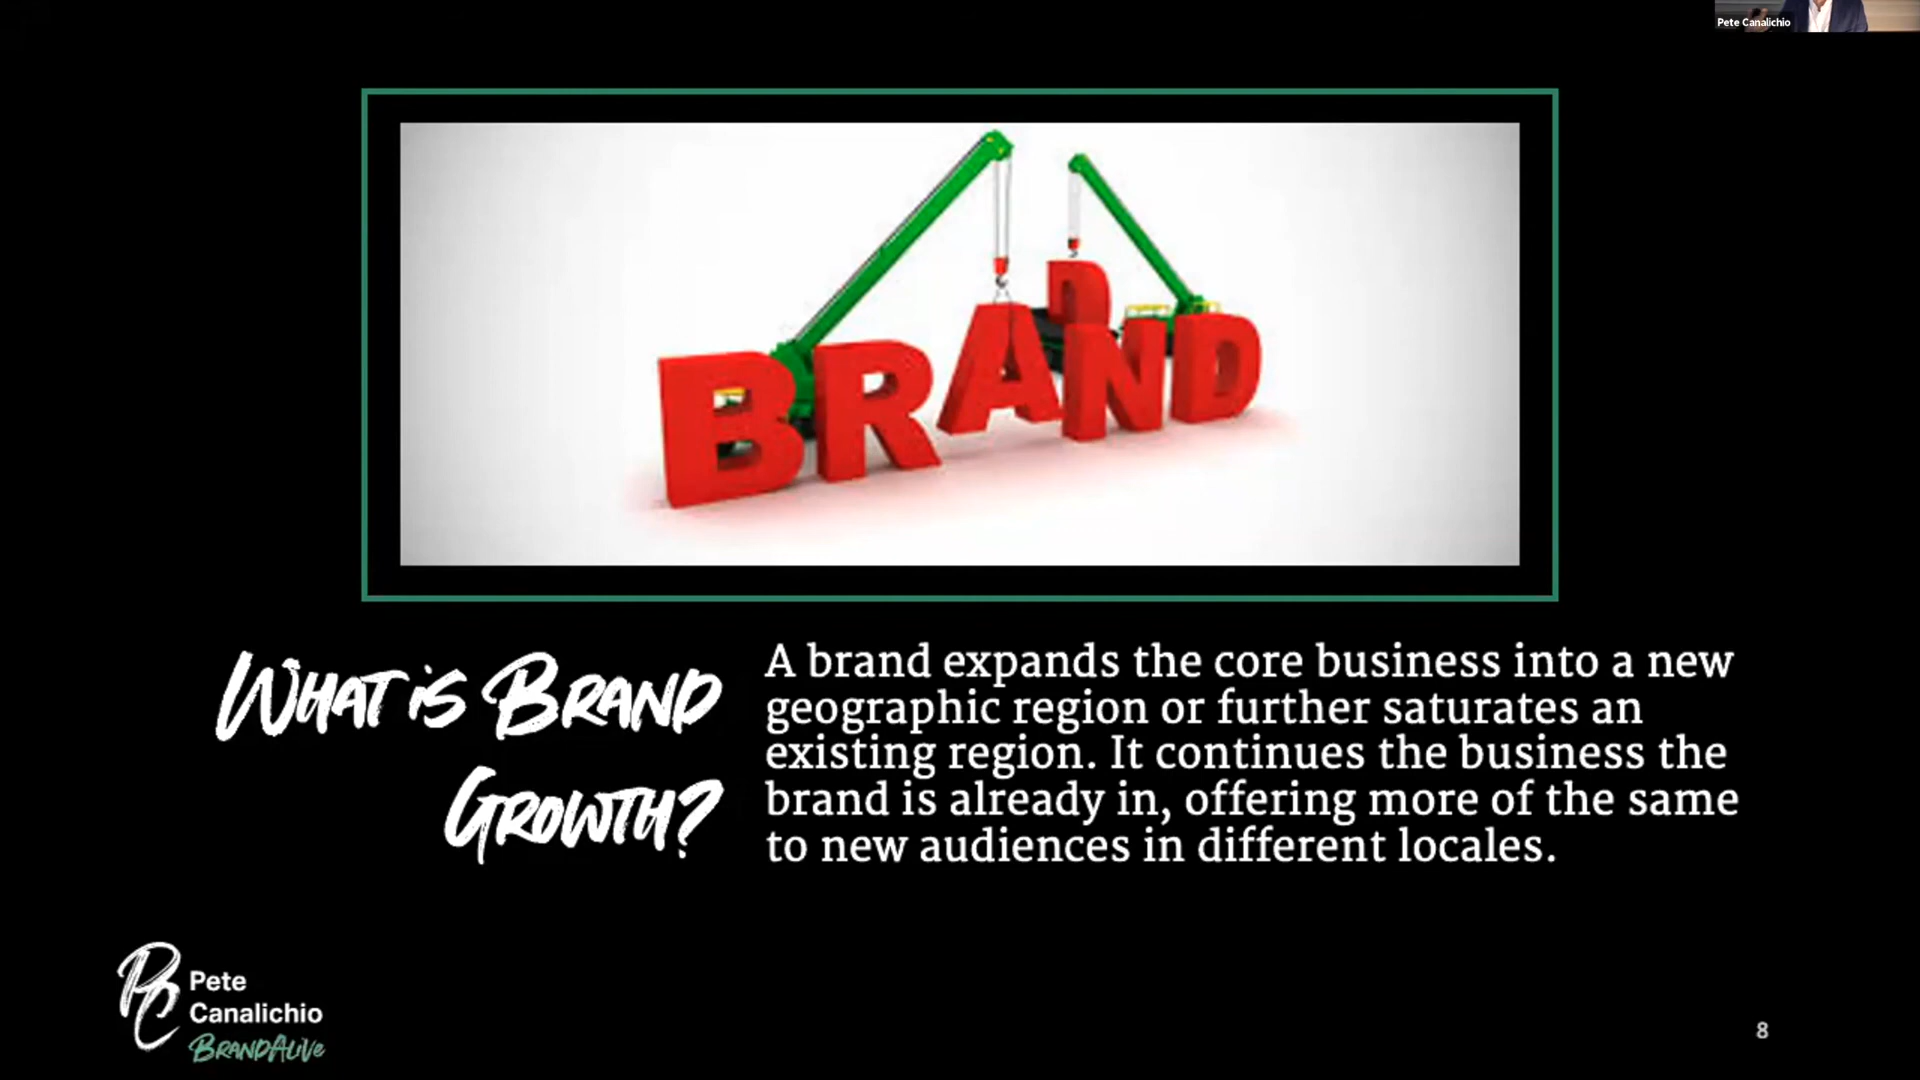 Pete Canalichio
BRAND
WHAT IS BRAND
GROWTH?
A brand expands the core business into a new
geographic region or further saturates an
existing region. It continues the business the
brand is already in, offering more of the same
to new audiences in different locales.
PC
Pete
Canalichio
BRANDALIVE
8